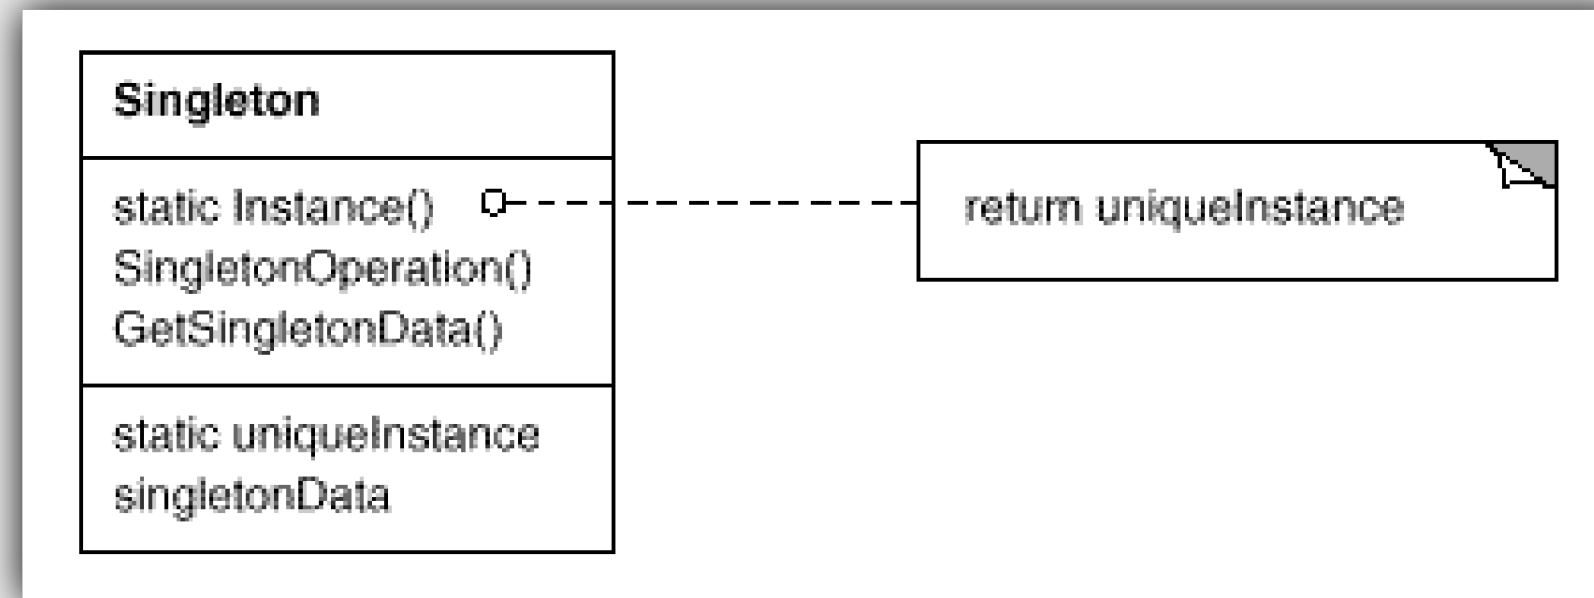 Singleton
static Instance()
SingletonOperation()
GetSingletonData()
static uniqueInstance
singletonData
return uniqueInstance